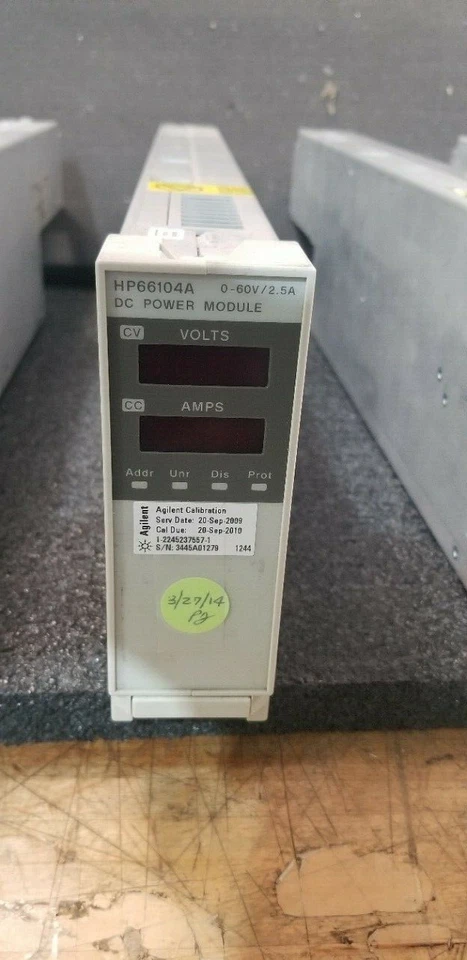 HP66104A 0-60V/2.5A
DC POWER MODULE
CV VOLTS
CC AMPS
Addr Unr Dis Prot
Agilent
Agilent Calibration
Serv Date: 20-Sep-2009
Cal Due: 20-Sep-2010
1-2245237557-1
S/N: 3445A01279 1244
3/27/14